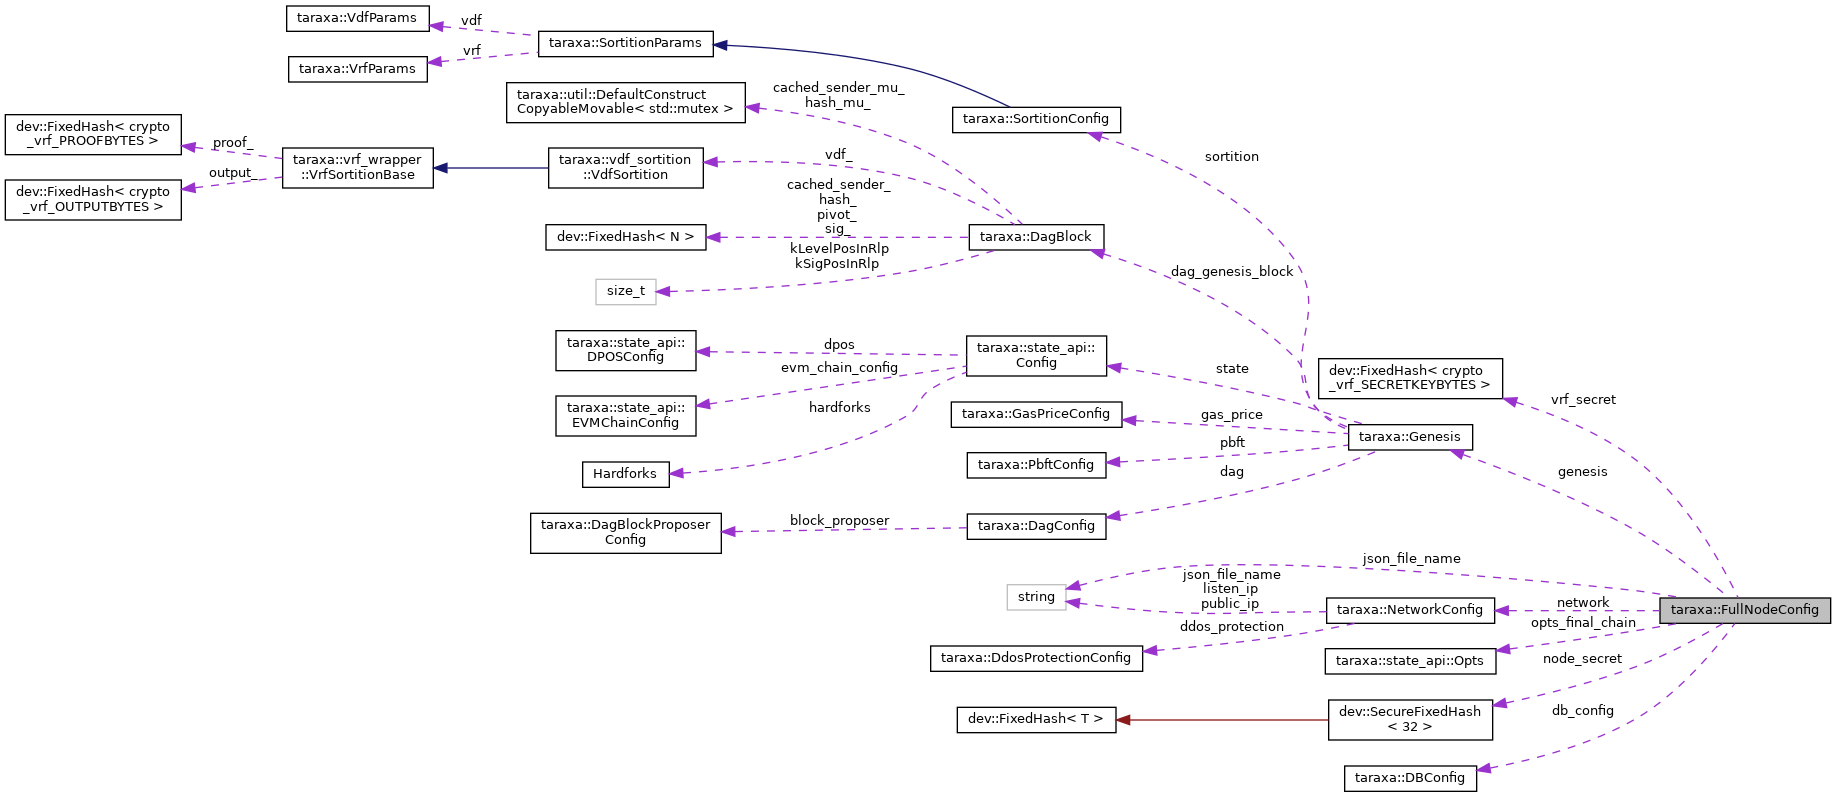 taraxa::VdfParams
vdf
taraxa::SortitionParams
vrf
taraxa::VrfParams
taraxa::util::DefaultConstruct
CopyableMovable< std::mutex >
cached_sender_mu_
hash_mu_
taraxa::SortitionConfig
dev::FixedHash< crypto
_vrf_PROOFBYTES >
proof_
taraxa::vrf_wrapper
::VrfSortitionBase
taraxa::vdf_sortition
::VdfSortition
vdf_
sortition
output_
dev::FixedHash< crypto
_vrf_OUTPUTBYTES >
cached_sender_
hash_
pivot_
sig_
dev::FixedHash< N >
taraxa::DagBlock
kLevelPosInRlp
kSigPosInRlp
size_t
dag_genesis_block
taraxa::state_api::
DPOSConfig
dpos
taraxa::state_api::
Config
evm_chain_config
state
dev::FixedHash< crypto
_vrf_SECRETKEYBYTES >
vrf_secret
taraxa::state_api::
EVMChainConfig
hardforks
taraxa::GasPriceConfig
gas_price
taraxa::Genesis
pbft
Hardforks
taraxa::PbftConfig
dag
genesis
taraxa::DagBlockProposer
Config
block_proposer
taraxa::DagConfig
json_file_name
string
json_file_name
listen_ip
public_ip
taraxa::NetworkConfig
network
taraxa::FullNodeConfig
ddos_protection
opts_final_chain
taraxa::DdosProtectionConfig
taraxa::state_api::Opts
node_secret
dev::FixedHash< T >
dev::SecureFixedHash
< 32 >
db_config
taraxa::DBConfig